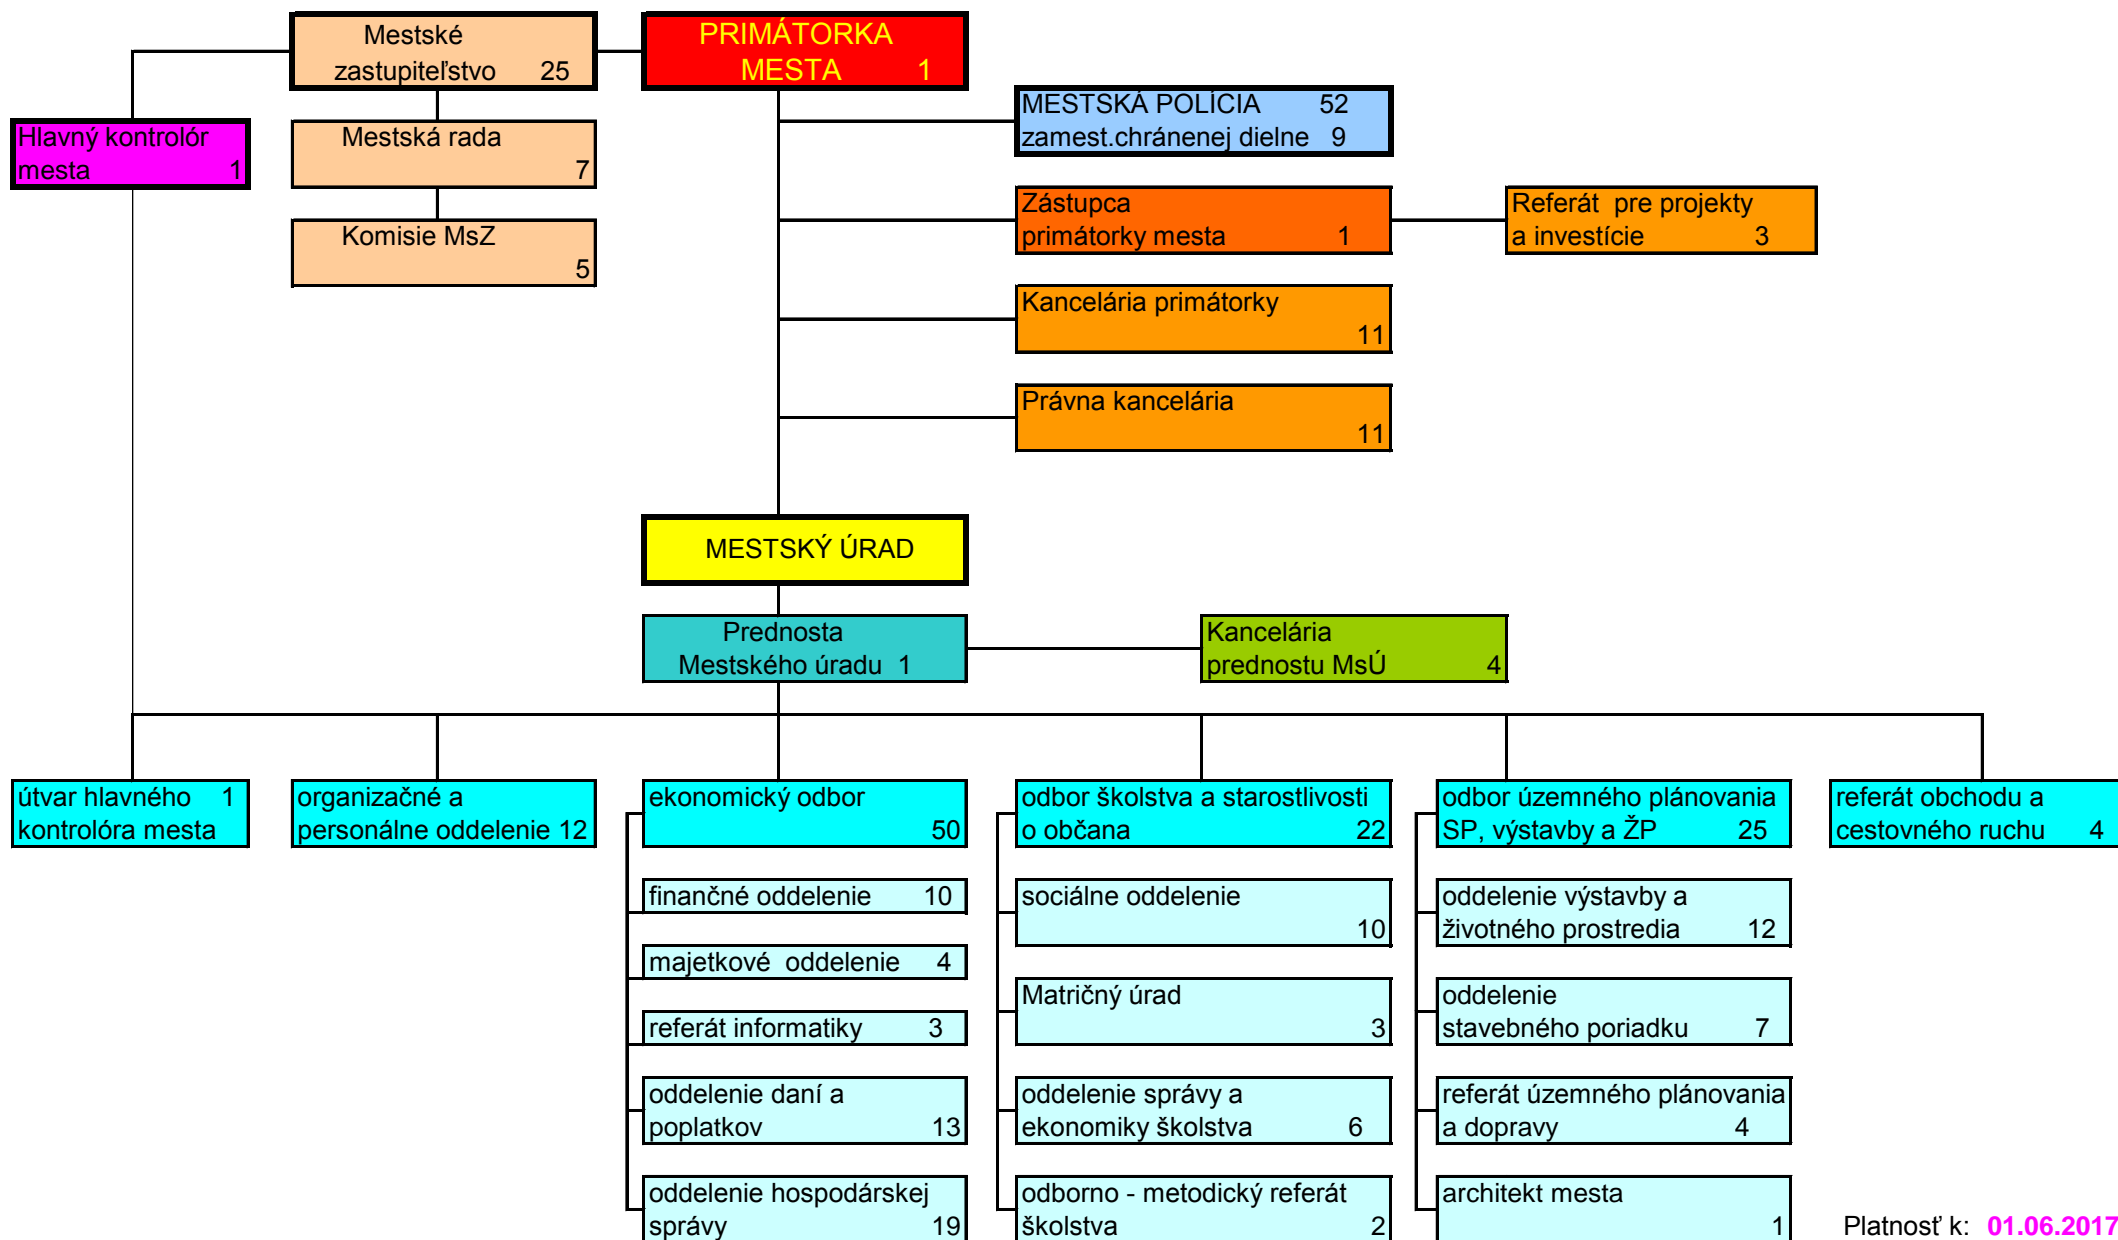 Mestské
zastupiteľstvo 25
PRIMÁTORKA
MESTA 1
MESTSKÁ POLÍCIA 52
zamest.chránenej dielne 9
Hlavný kontrolór
mesta 1
Mestská rada
7
Zástupca
primátorky mesta 1
Referát pre projekty
a investície 3
Komisie MsZ
5
Kancelária primátorky
11
Právna kancelária
11
MESTSKÝ ÚRAD
Prednosta
Mestského úradu 1
Kancelária
prednostu MsÚ 4
útvar hlavného 1
kontrolóra mesta
organizačné a
personálne oddelenie 12
ekonomický odbor
50
odbor školstva a starostlivosti
o občana 22
odbor územného plánovania
SP, výstavby a ŽP 25
referát obchodu a
cestovného ruchu 4
finančné oddelenie 10
majetkové oddelenie 4
referát informatiky 3
oddelenie daní a
poplatkov 13
oddelenie hospodárskej
správy 19
sociálne oddelenie
10
Matričný úrad
3
oddelenie správy a
ekonomiky školstva 6
odborno - metodický referát
školstva 2
oddelenie výstavby a
životného prostredia 12
oddelenie
stavebného poriadku 7
referát územného plánovania
a dopravy 4
architekt mesta
1
Platnosť k: 01.06.2017